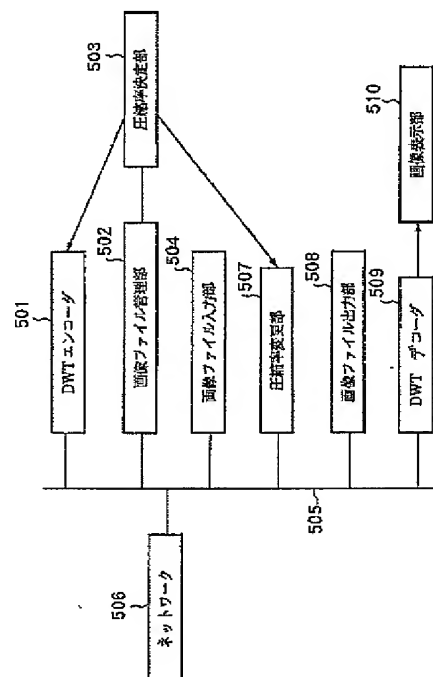 503
圧縮率決定部
501
DWTエンコーダ
502
画像ファイル管理部
504
画像ファイル入力部
507
圧縮率変更部
508
画像ファイル出力部
509
DWT デコーダ
510
画像表示部
505
506
ネットワーク